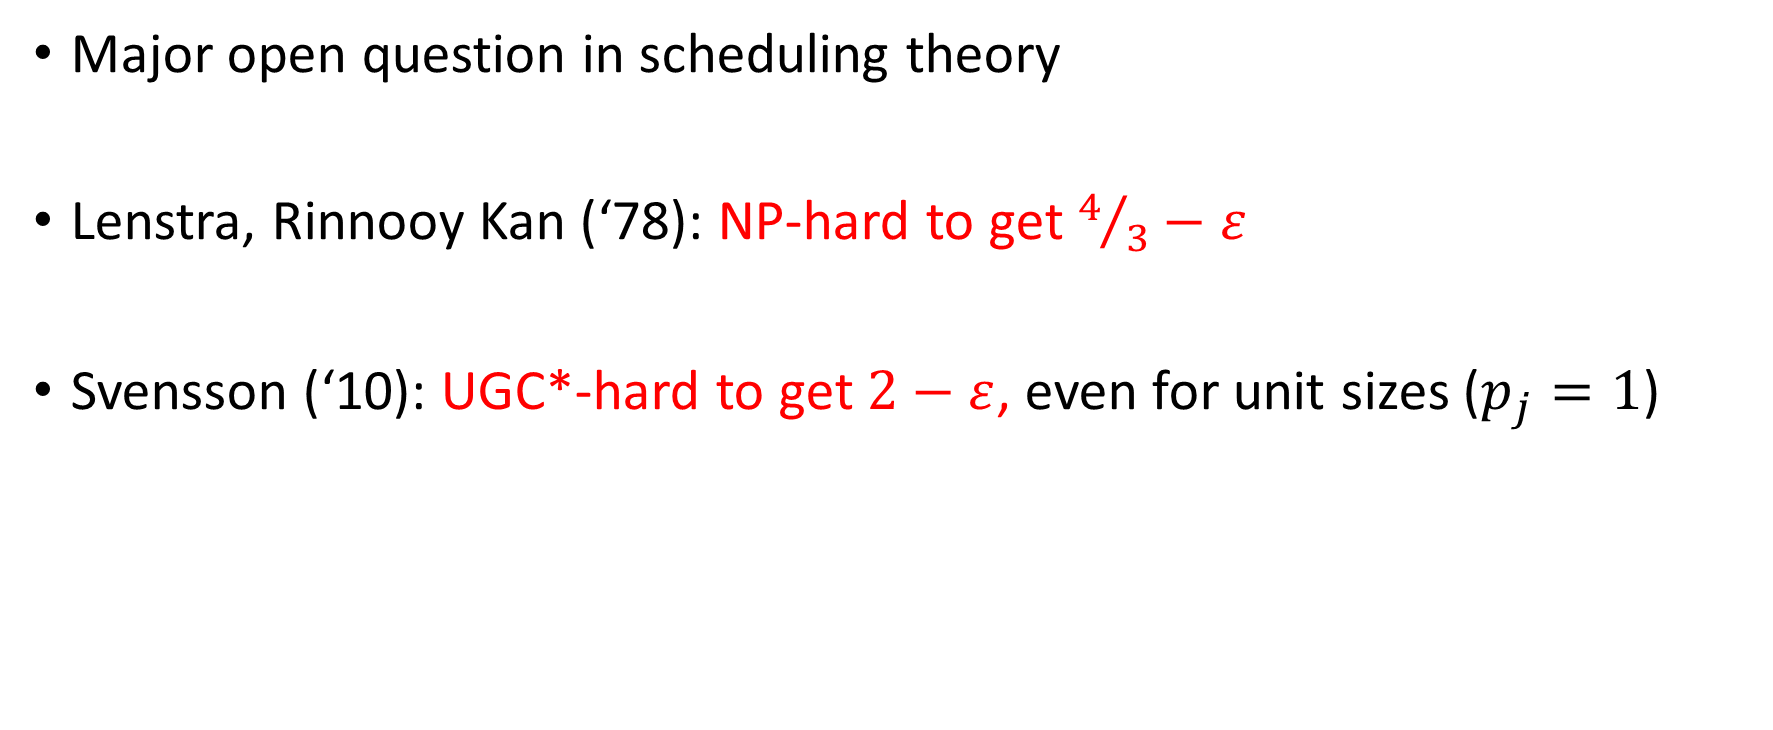 • Major open question in scheduling theory
• Lenstra, Rinnooy Kan (‘78): NP-hard to get 4/3 − ε
• Svensson (‘10): UGC*-hard to get 2 − ε, even for unit sizes (pⱼ = 1)